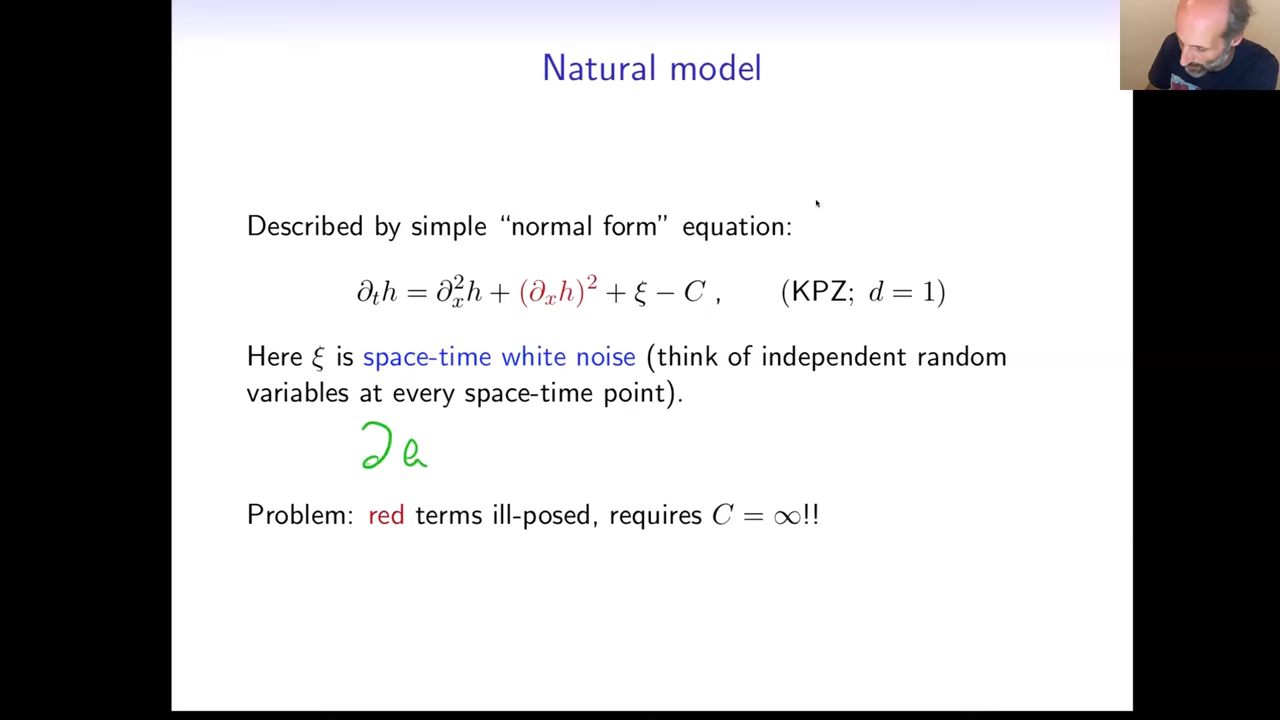 Natural model
Described by simple “normal form” equation:
∂ₜh = ∂ₓ²h + (∂ₓh)² + ξ − C , (KPZ; d = 1)
Here ξ is space-time white noise (think of independent random
variables at every space-time point).
Problem: red terms ill-posed, requires C = ∞!!